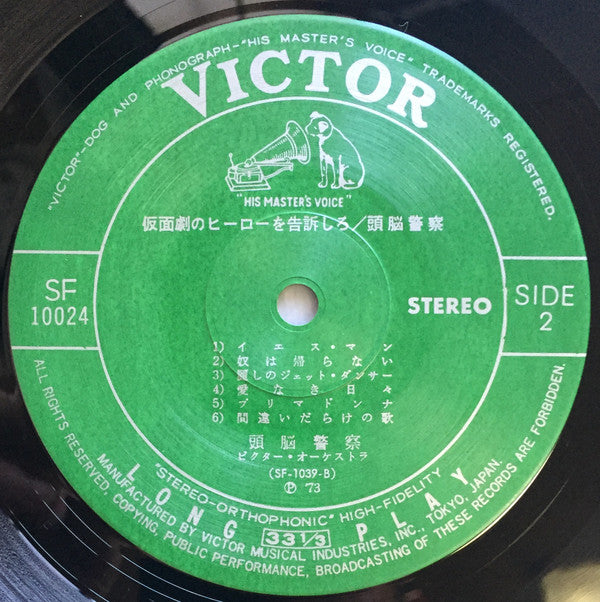 "VICTOR"-DOG AND PHONOGRAPH-"HIS MASTER'S VOICE" TRADEMARKS REGISTERED.
VICTOR
"HIS MASTER'S VOICE"
仮面劇のヒーローを告訴しろ/頭脳警察
SF
10024
STEREO
SIDE
2
1) イエス・マン
2) 奴は帰らない
3) 麗しのジェット・ダンサー
4) 愛なき日々
5) プリマドンナ
6) 間違いだらけの歌
頭脳警察
ビクター・オーケストラ
(SF-1039-B)
Ⓟ'73
"STEREO-ORTHOPHONIC" HIGH-FIDELITY
LONG 33 1/3 PLAY
MANUFACTURED BY VICTOR MUSICAL INDUSTRIES, INC., TOKYO, JAPAN.
ALL RIGHTS RESERVED, COPYING, PUBLIC PERFORMANCE, BROADCASTING OF THESE RECORDS ARE FORBIDDEN.